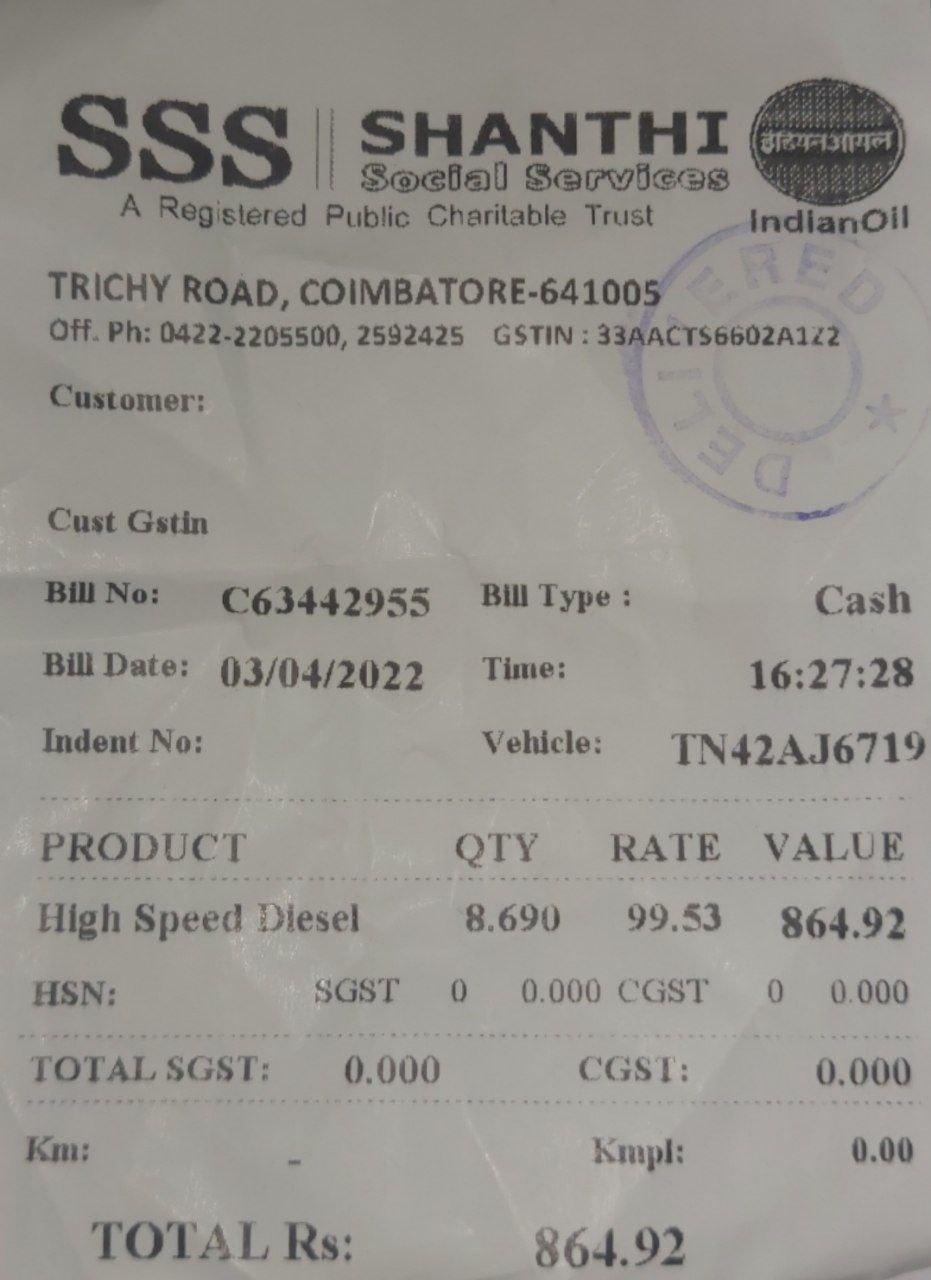 SSS SHANTHI
Social Services
A Registered Public Charitable Trust
इंडियनऑयल
IndianOil
DELIVERED
TRICHY ROAD, COIMBATORE-641005
Off. Ph: 0422-2205500, 2592425 GSTIN : 33AACTS6602A1Z2
Customer:
Cust Gstin
Bill No: C63442955 Bill Type : Cash
Bill Date: 03/04/2022 Time: 16:27:28
Indent No: Vehicle: TN42AJ6719
PRODUCT QTY RATE VALUE
High Speed Diesel 8.690 99.53 864.92
HSN: SGST 0 0.000 CGST 0 0.000
TOTAL SGST: 0.000 CGST: 0.000
Km: - Kmpl: 0.00
TOTAL Rs: 864.92